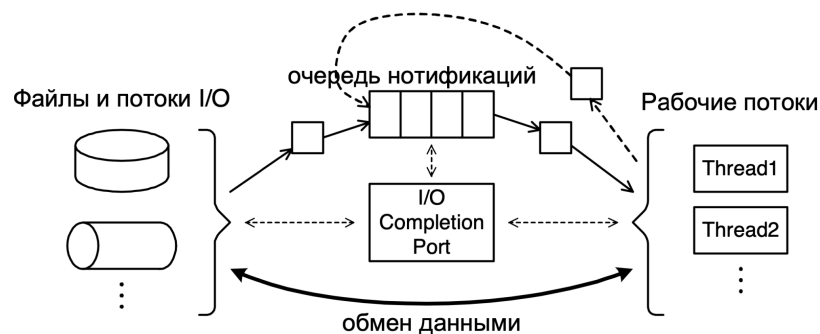 очередь нотификаций
Файлы и потоки I/O
Рабочие потоки
Thread1
I/O
Completion
Port
Thread2
обмен данными